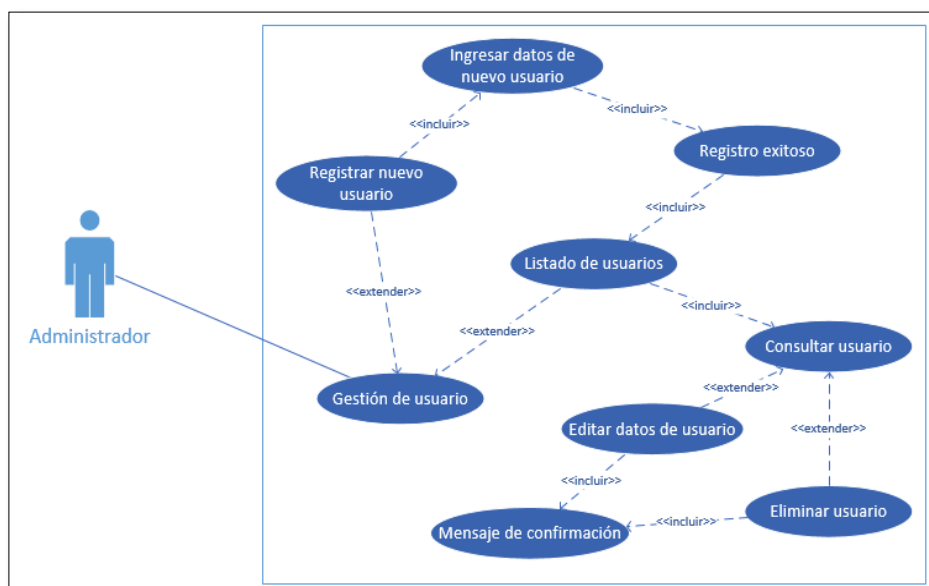 Ingresar datos de
nuevo usuario
<<incluir>>
<<incluir>>
Registro exitoso
Registrar nuevo
usuario
<<incluir>>
Listado de usuarios
<<extender>>
<<incluir>>
<<extender>>
Administrador
Consultar usuario
<<extender>>
Gestión de usuario
Editar datos de usuario
<<extender>>
<<incluir>>
Eliminar usuario
<<incluir>>
Mensaje de confirmación